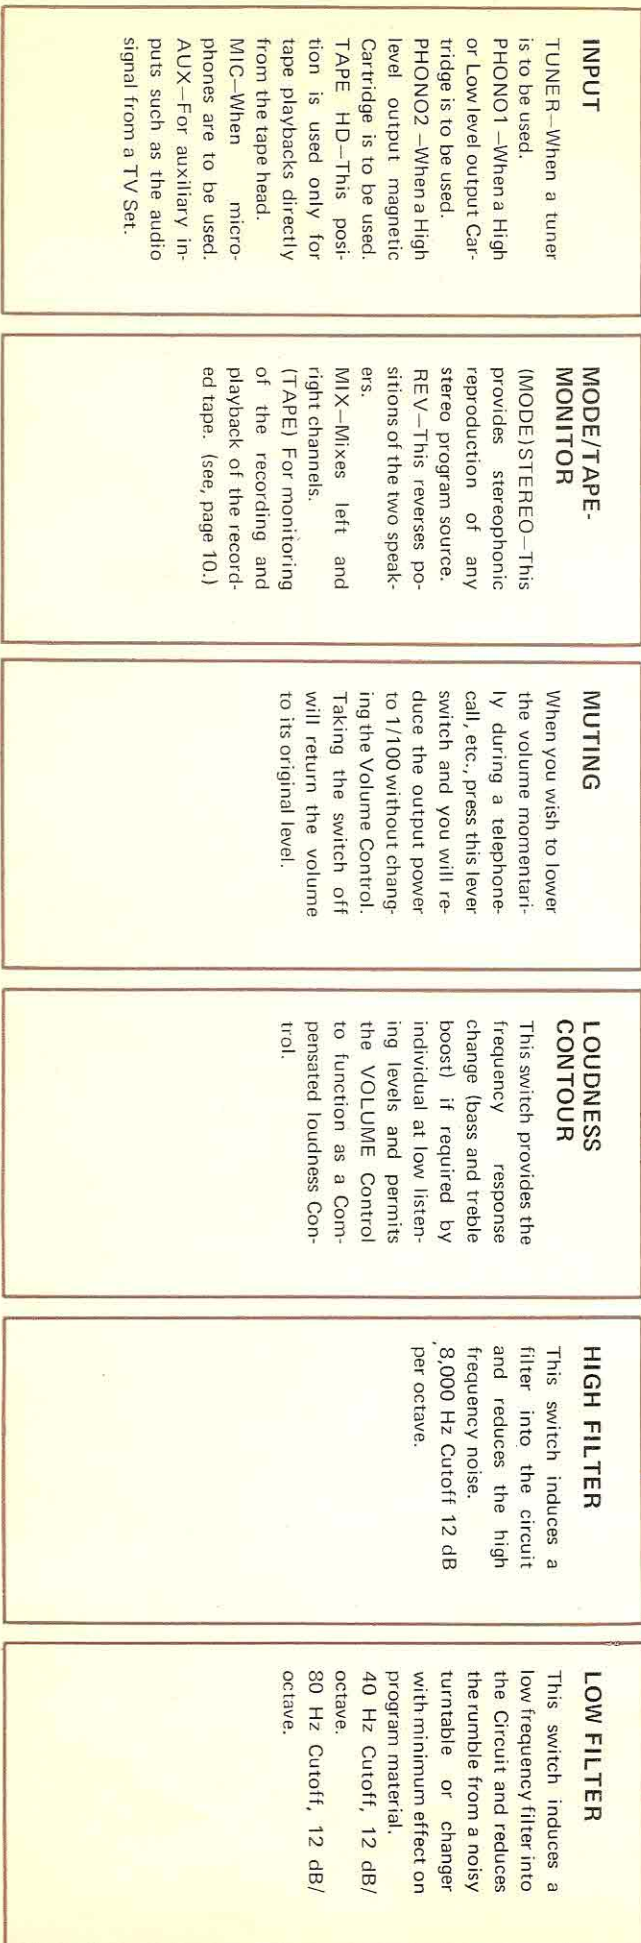 INPUT
TUNER—When a tuner
is to be used.
PHONO1 —When a High
or Low level output Car-
tridge is to be used.
PHONO2 —When a High
level output magnetic
Cartridge is to be used.
TAPE HD—This posi-
tion is used only for
tape playbacks directly
from the tape head.
MIC—When micro-
phones are to be used.
AUX—For auxiliary in-
puts such as the audio
signal from a TV Set.
MODE/TAPE-
MONITOR
(MODE)STEREO—This
provides stereophonic
reproduction of any
stereo program source.
REV—This reverses po-
sitions of the two speak-
ers.
MIX—Mixes left and
right channels.
(TAPE) For monitoring
of the recording and
playback of the record-
ed tape. (see, page 10.)
MUTING
When you wish to lower
the volume momentari-
ly during a telephone-
call, etc., press this lever
switch and you will re-
duce the output power
to 1/100 without chang-
ing the Volume Control.
Taking the switch off
will return the volume
to its original level.
LOUDNESS
CONTOUR
This switch provides the
frequency response
change (bass and treble
boost) if required by
individual at low listen-
ing levels and permits
the VOLUME Control
to function as a Com-
pensated loudness Con-
trol.
HIGH FILTER
This switch induces a
filter into the circuit
and reduces the high
frequency noise.
8,000 Hz Cutoff 12 dB
per octave.
LOW FILTER
This switch induces a
low frequency filter into
the Circuit and reduces
the rumble from a noisy
turntable or changer
with minimum effect on
program material.
40 Hz Cutoff, 12 dB/
octave.
80 Hz Cutoff, 12 dB/
octave.